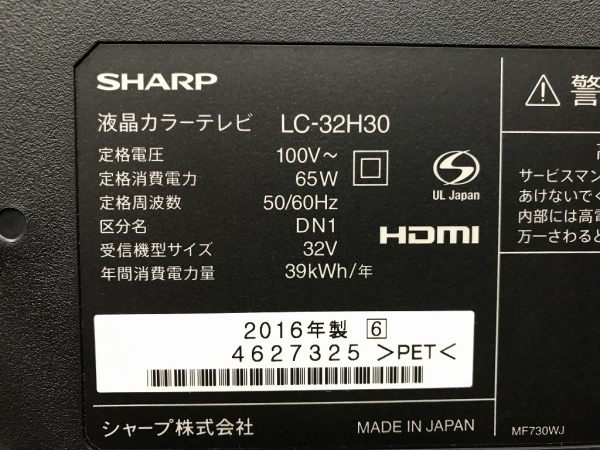 SHARP
液晶カラーテレビ LC-32H30
定格電圧 100V~
定格消費電力 65W
定格周波数 50/60Hz
区分名 DN1
受信機型サイズ 32V
年間消費電力量 39kWh/年
UL Japan
HDMI
2016年製 6
4627325 >PET<
シャープ株式会社 MADE IN JAPAN
警
サービスマン
あけないでく
内部には高電
万一さわると
MF730WJ